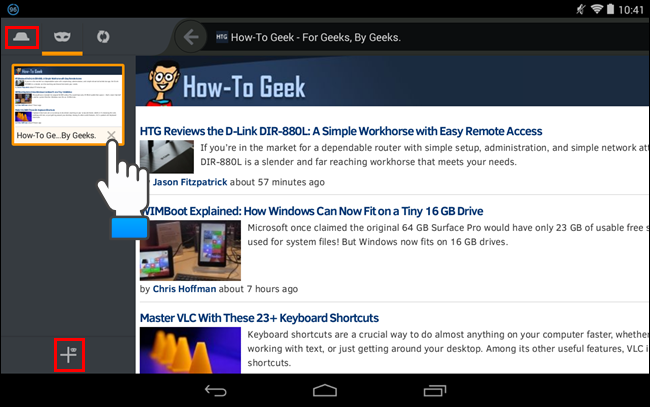 96
10:41
HTG How-To Geek - For Geeks, By Geeks.
How-To Geek
How-To Ge...By Geeks.
How-To Geek
HTG Reviews the D-Link DIR-880L: A Simple Workhorse with Easy Remote Access
If you're in the market for a dependable router with simple setup, administration, and simple network at
DIR-880L is a slender and far reaching workhorse that meets your needs.
by Jason Fitzpatrick about 57 minutes ago
WIMBoot Explained: How Windows Can Now Fit on a Tiny 16 GB Drive
Microsoft once claimed the original 64 GB Surface Pro would have only 23 GB of usable free s
used for system files! But Windows now fits on 16 GB drives.
by Chris Hoffman about 7 hours ago
Master VLC With These 23+ Keyboard Shortcuts
Keyboard shortcuts are a crucial way to do almost anything on your computer faster, whether
working with text, or just getting around your desktop. Among its other useful features, VLC i
shortcuts.